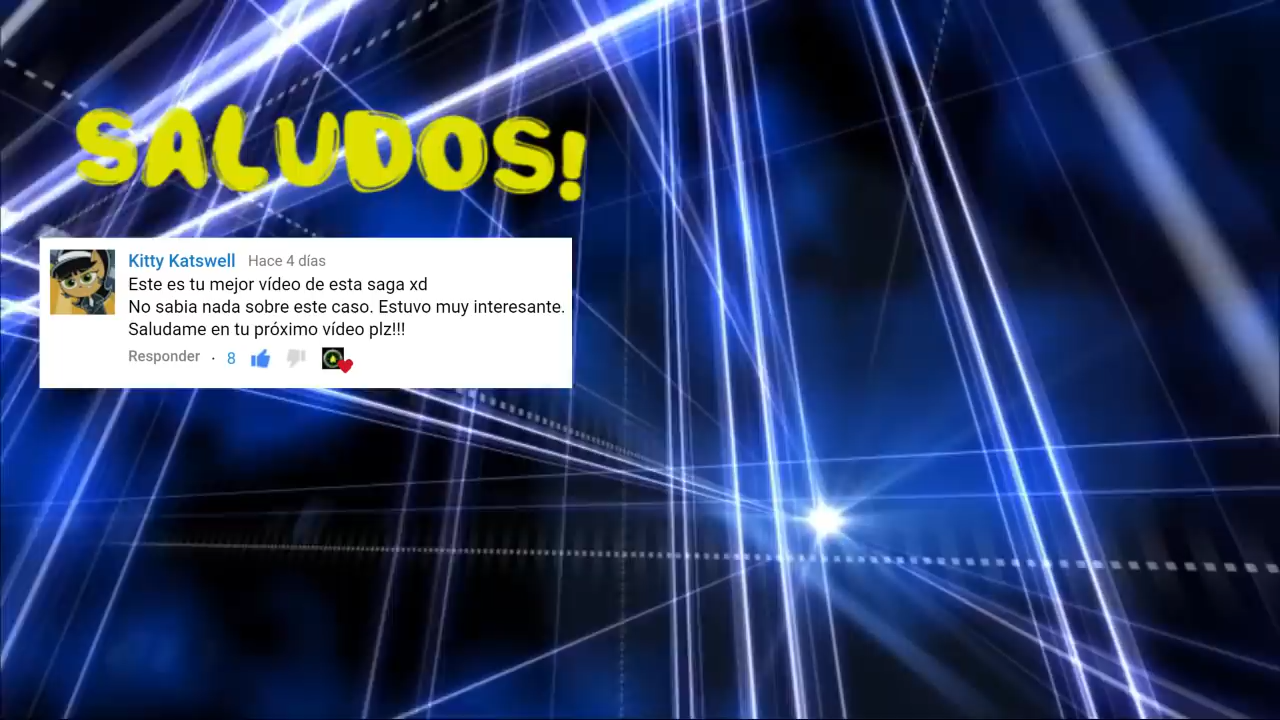 SALUDOS!
Kitty Katswell Hace 4 días
Este es tu mejor vídeo de esta saga xd
No sabia nada sobre este caso. Estuvo muy interesante.
Saludame en tu próximo vídeo plz!!!
Responder · 8